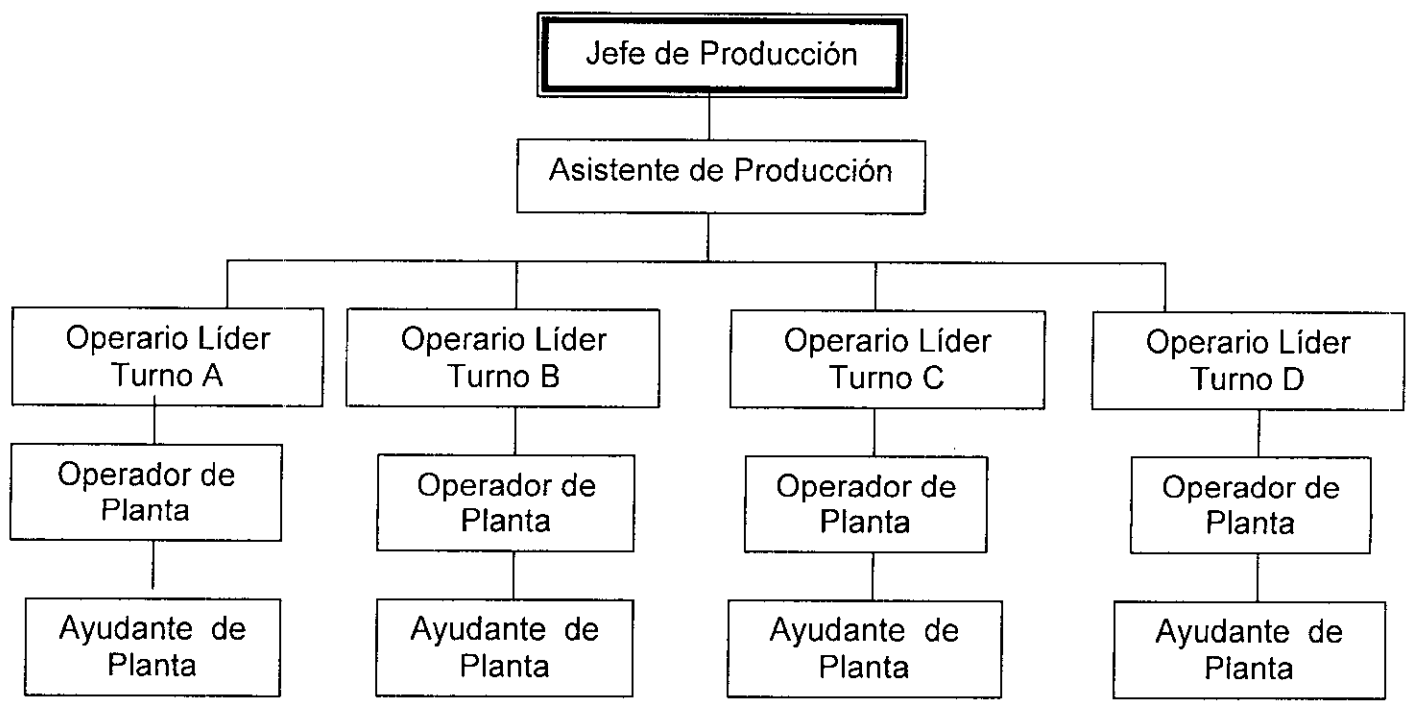 Jefe de Producción
Asistente de Producción
Operario Líder
Turno A
Operario Líder
Turno B
Operario Líder
Turno C
Operario Líder
Turno D
Operador de
Planta
Operador de
Planta
Operador de
Planta
Operador de
Planta
Ayudante de
Planta
Ayudante de
Planta
Ayudante de
Planta
Ayudante de
Planta